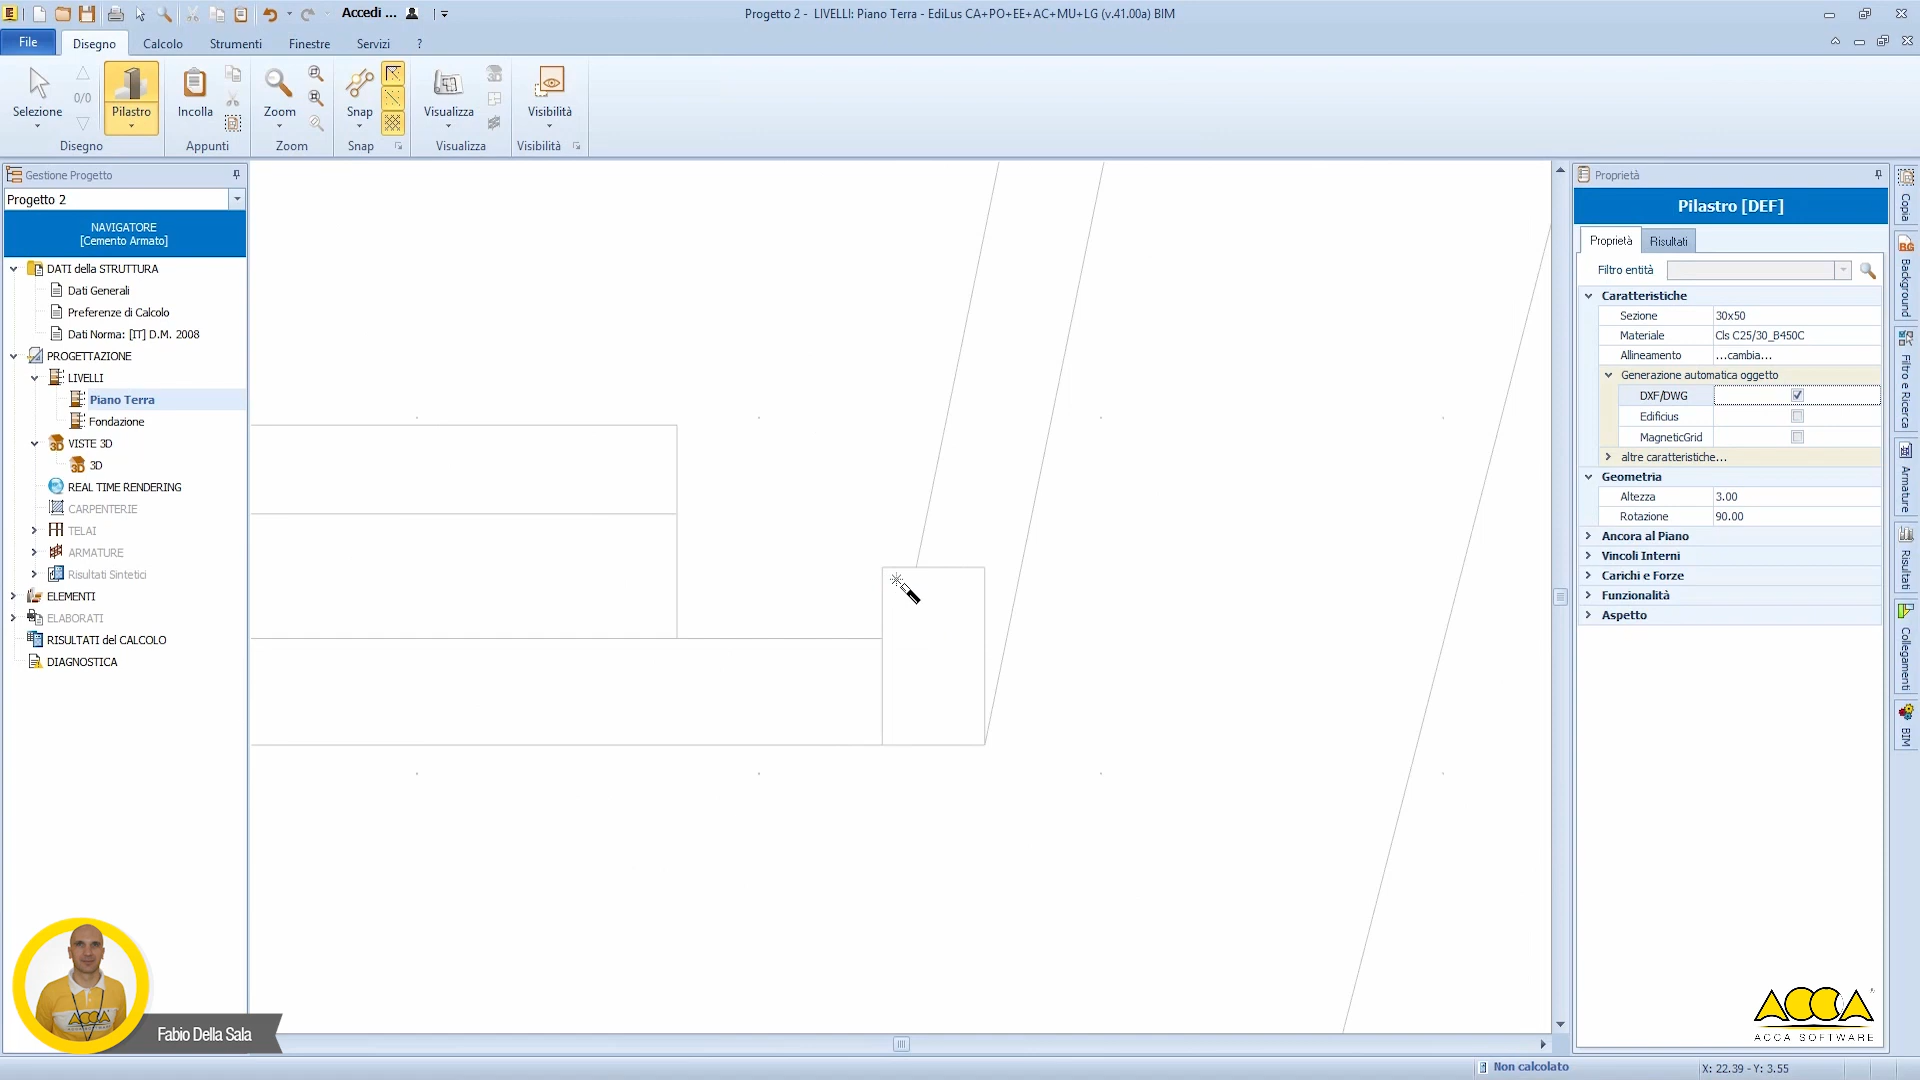 Accedi ...
Progetto 2 - LIVELLI: Piano Terra - EdiLus CA+PO+EE+AC+MU+LG (v.41.00a) BIM
File
Disegno
Calcolo
Strumenti
Finestre
Servizi
?
Selezione
0/0
Pilastro
Incolla
Zoom
Snap
Visualizza
3D
Visibilità
Disegno
Appunti
Zoom
Snap
Visualizza
Visibilità
Gestione Progetto
Progetto 2
NAVIGATORE
[Cemento Armato]
DATI della STRUTTURA
Dati Generali
Preferenze di Calcolo
Dati Norma: [IT] D.M. 2008
PROGETTAZIONE
LIVELLI
Piano Terra
Fondazione
VISTE 3D
3D
REAL TIME RENDERING
CARPENTERIE
TELAI
ARMATURE
Risultati Sintetici
ELEMENTI
ELABORATI
RISULTATI del CALCOLO
DIAGNOSTICA
Fabio Della Sala
Proprietà
Pilastro [DEF]
Proprietà
Risultati
Filtro entità
Caratteristiche
Sezione 30x50
Materiale Cls C25/30_B450C
Allineamento ...cambia...
Generazione automatica oggetto
DXF/DWG
Edificius
MagneticGrid
altre caratteristiche...
Geometria
Altezza 3.00
Rotazione 90.00
Ancora al Piano
Vincoli Interni
Carichi e Forze
Funzionalità
Aspetto
Copia
BG
Background
Filtro e Ricerca
Armature
Risultati
Collegamenti
BIM
ACCA
ACCA SOFTWARE
Non calcolato
X: 22.39 - Y: 3.55